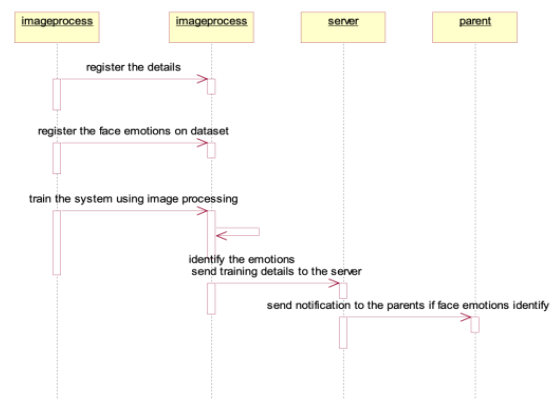 imageprocess
imageprocess
server
parent
register the details
register the face emotions on dataset
train the system using image processing
identify the emotions
send training details to the server
send notification to the parents if face emotions identify